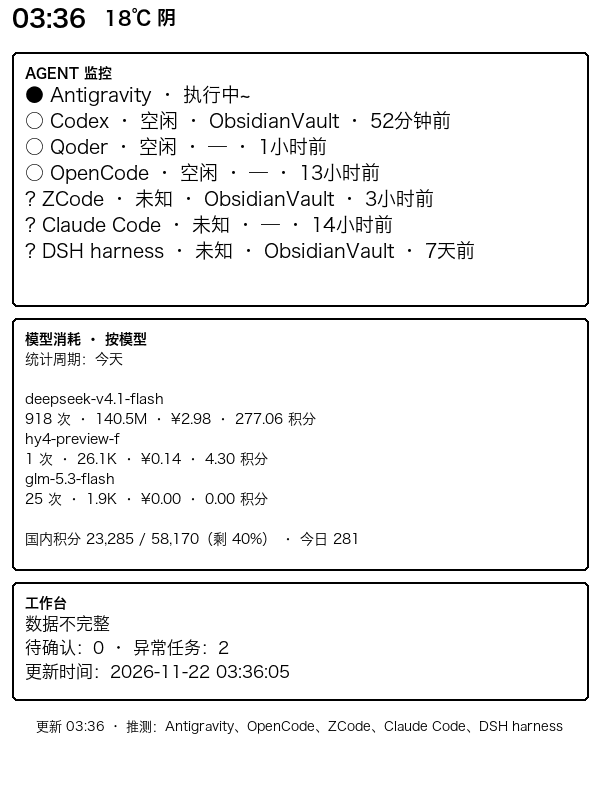 03:36 18℃ 阴
AGENT 监控
● Antigravity · 执行中~
○ Codex · 空闲 · ObsidianVault · 52分钟前
○ Qoder · 空闲 · — · 1小时前
○ OpenCode · 空闲 · — · 13小时前
? ZCode · 未知 · ObsidianVault · 3小时前
? Claude Code · 未知 · — · 14小时前
? DSH harness · 未知 · ObsidianVault · 7天前
模型消耗 · 按模型
统计周期：今天
deepseek-v4.1-flash
918 次 · 140.5M · ¥2.98 · 277.06 积分
hy4-preview-f
1 次 · 26.1K · ¥0.14 · 4.30 积分
glm-5.3-flash
25 次 · 1.9K · ¥0.00 · 0.00 积分
国内积分 23,285 / 58,170（剩 40%） · 今日 281
工作台
数据不完整
待确认：0 · 异常任务：2
更新时间：2026-11-22 03:36:05
更新 03:36 · 推测：Antigravity、OpenCode、ZCode、Claude Code、DSH harness